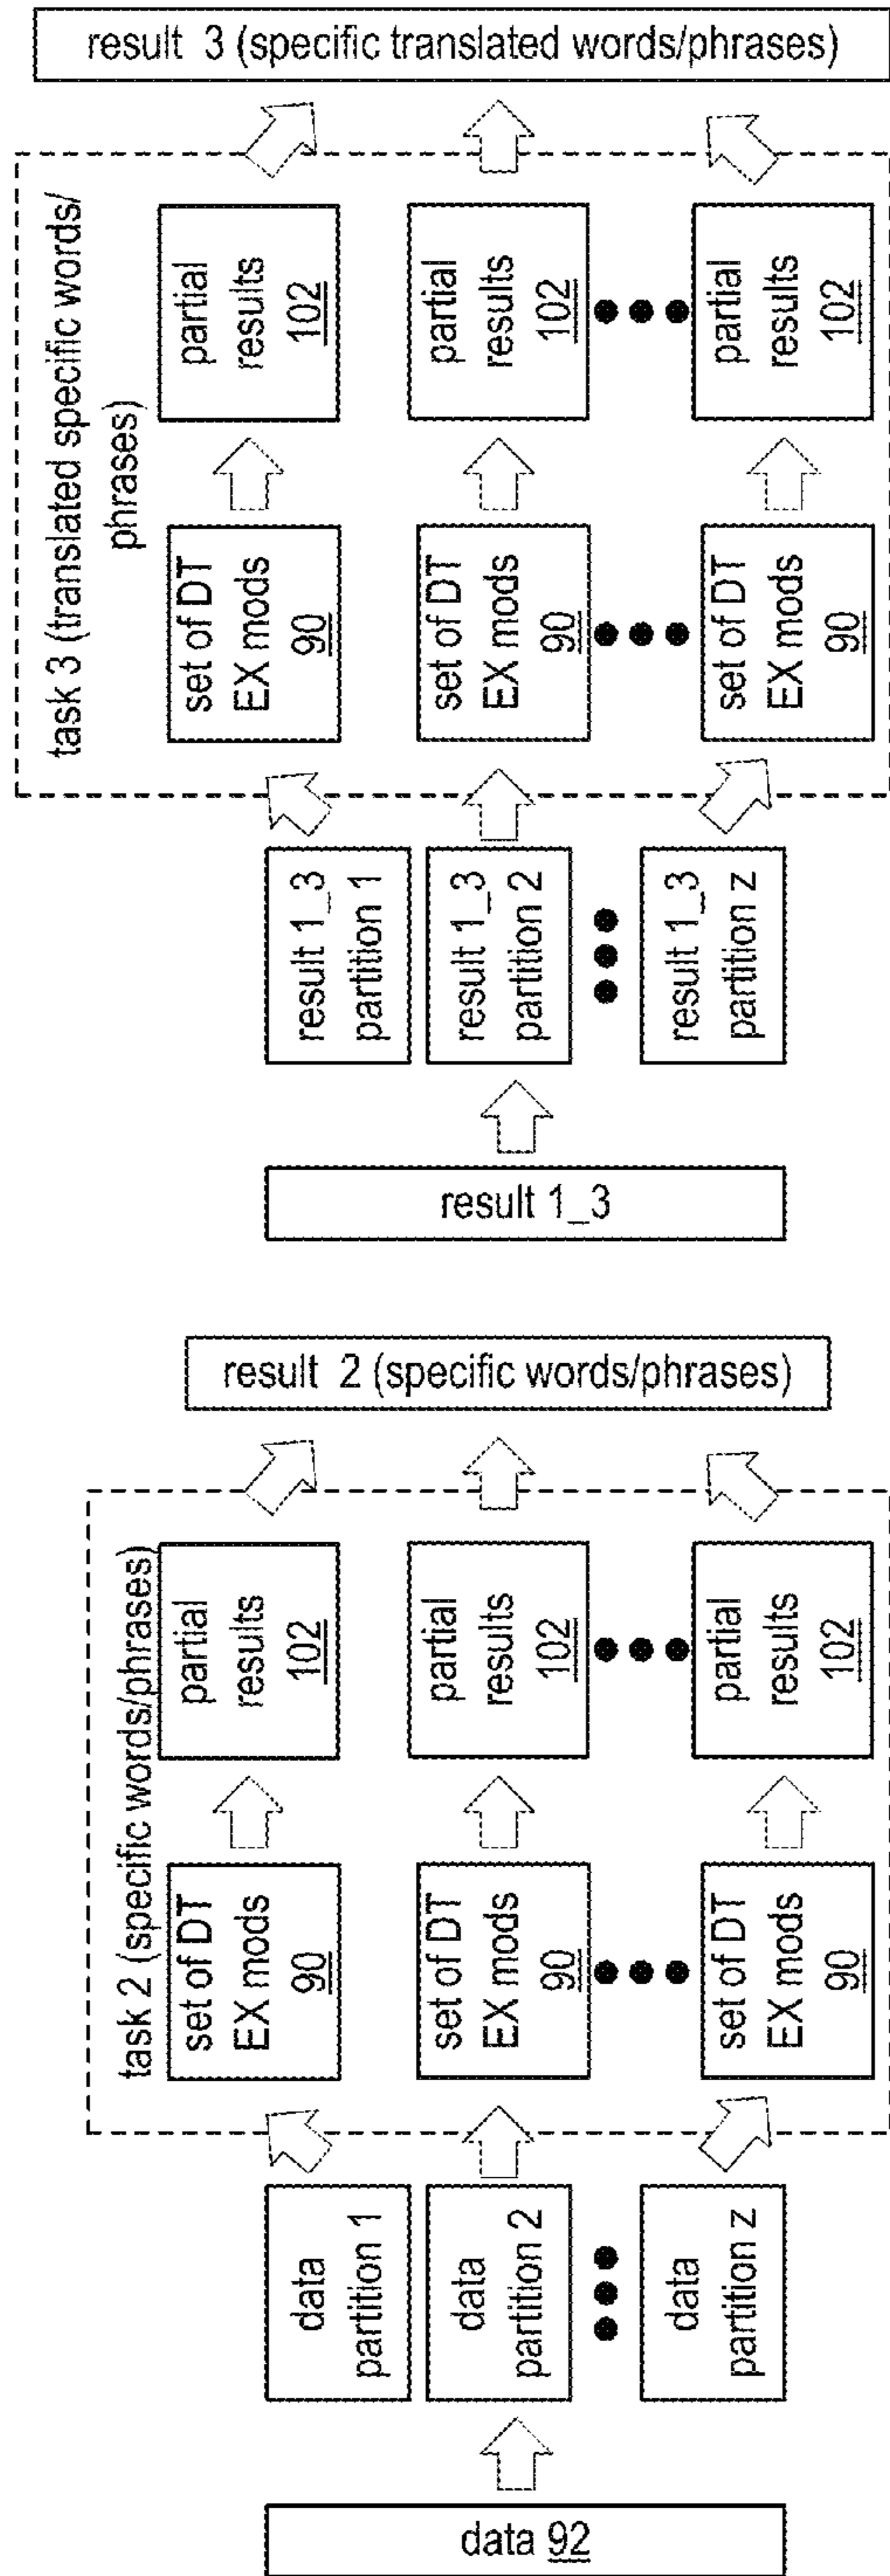 data 92
data
partition 1
data
partition 2
data
partition z
task 2 (specific words/phrases)
set of DT
EX mods
90
set of DT
EX mods
90
set of DT
EX mods
90
partial
results
102
partial
results
102
partial
results
102
result 2 (specific words/phrases)
result 1_3
result 1_3
partition 1
result 1_3
partition 2
result 1_3
partition z
task 3 (translated specific words/
phrases)
set of DT
EX mods
90
set of DT
EX mods
90
set of DT
EX mods
90
partial
results
102
partial
results
102
partial
results
102
result 3 (specific translated words/phrases)